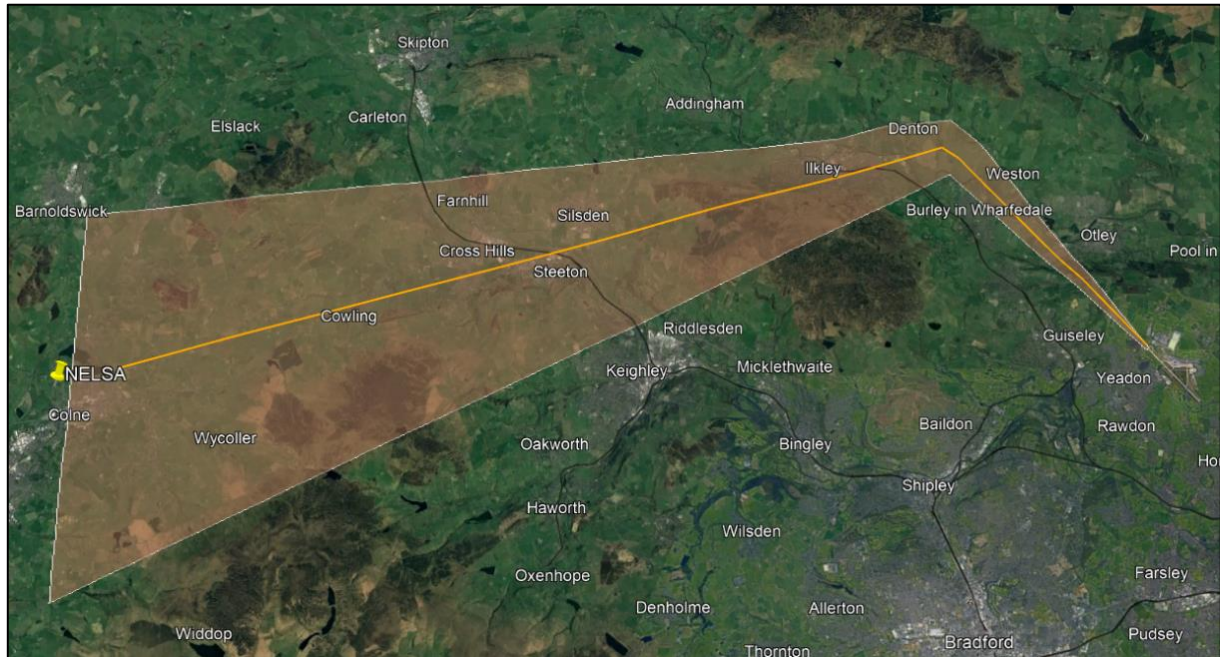 Skipton
Addingham
Carleton
Elslack
Denton
Ilkley
Weston
Farnhill
Barnoldswick
Silsden
Burley in Wharfedale
Otley
Cross Hills
Pool in
Steeton
Cowling
Riddlesden
Guiseley
NELSA
Keighley
Micklethwaite
Yeadon
Colne
Wycoller
Oakworth
Bingley
Baildon
Rawdon
Hor
Shipley
Haworth
Wilsden
Oxenhope
Farsley
Denholme
Allerton
Widdop
Bradford
Pudsey
Thornton